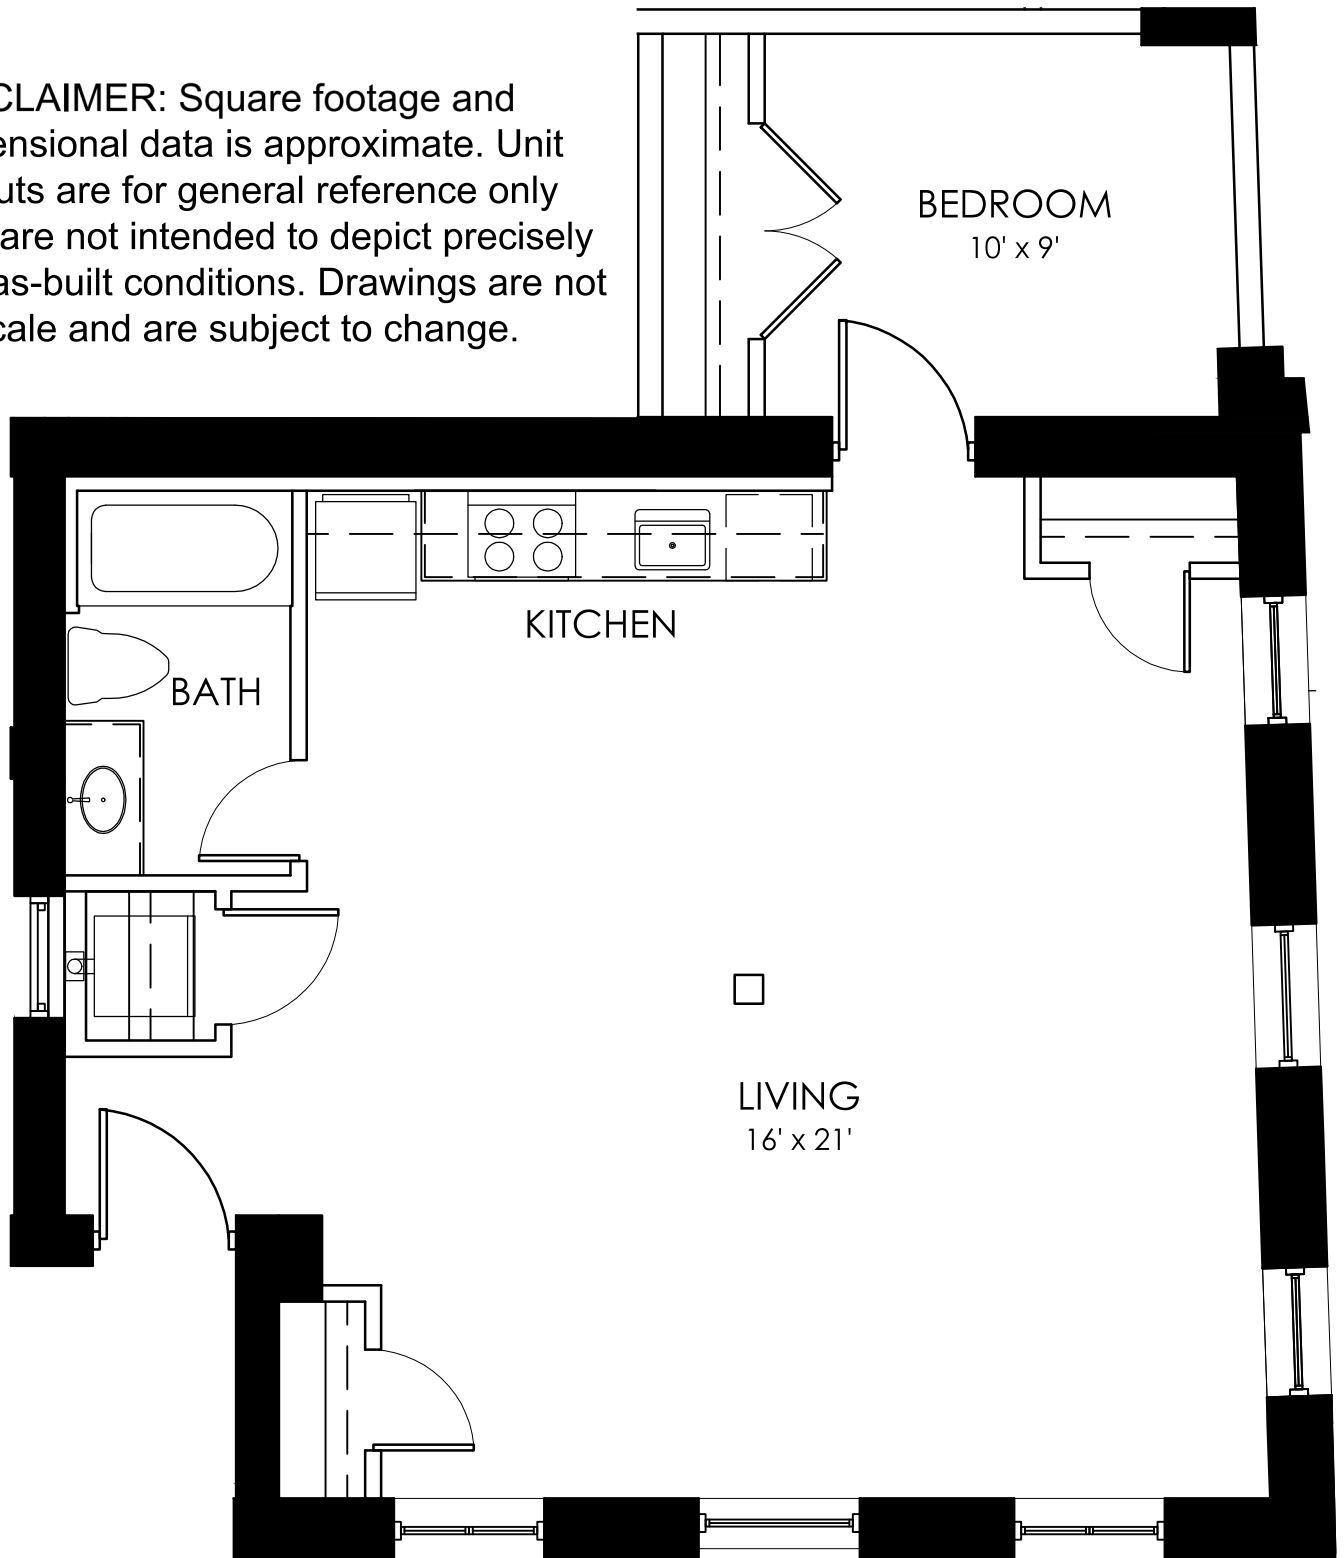 CLAIMER: Square footage and
ensional data is approximate. Unit
uts are for general reference only
are not intended to depict precisely
as-built conditions. Drawings are not
cale and are subject to change.
BEDROOM
10' x 9'
KITCHEN
BATH
LIVING
16' x 21'